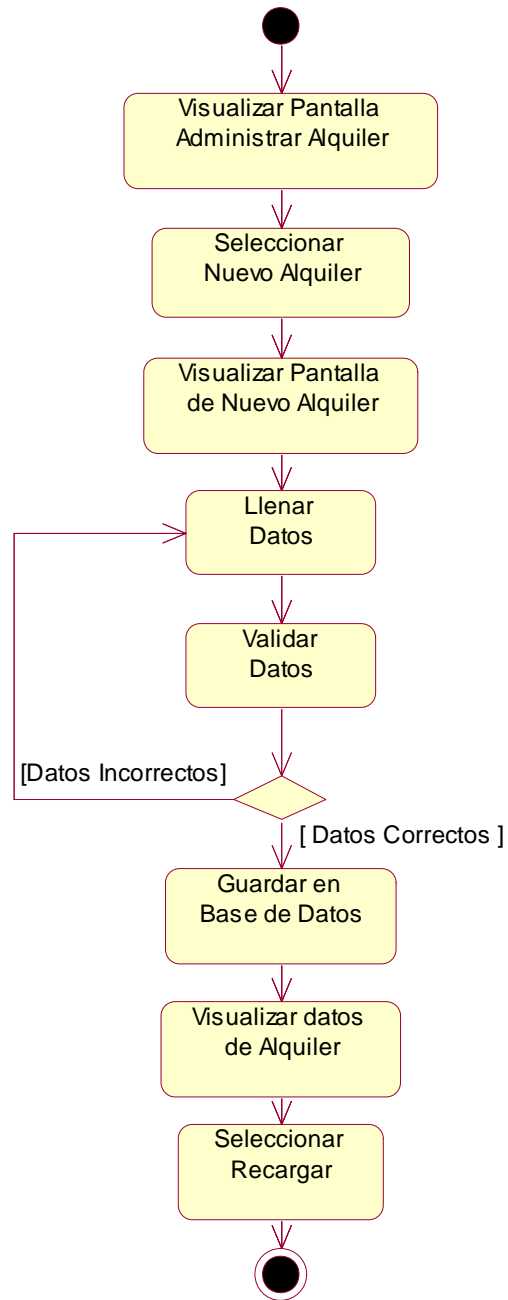 Visualizar Pantalla
Administrar Alquiler
Seleccionar
Nuevo Alquiler
Visualizar Pantalla
de Nuevo Alquiler
Llenar
Datos
Validar
Datos
[Datos Incorrectos]
[ Datos Correctos ]
Guardar en
Base de Datos
Visualizar datos
de Alquiler
Seleccionar
Recargar